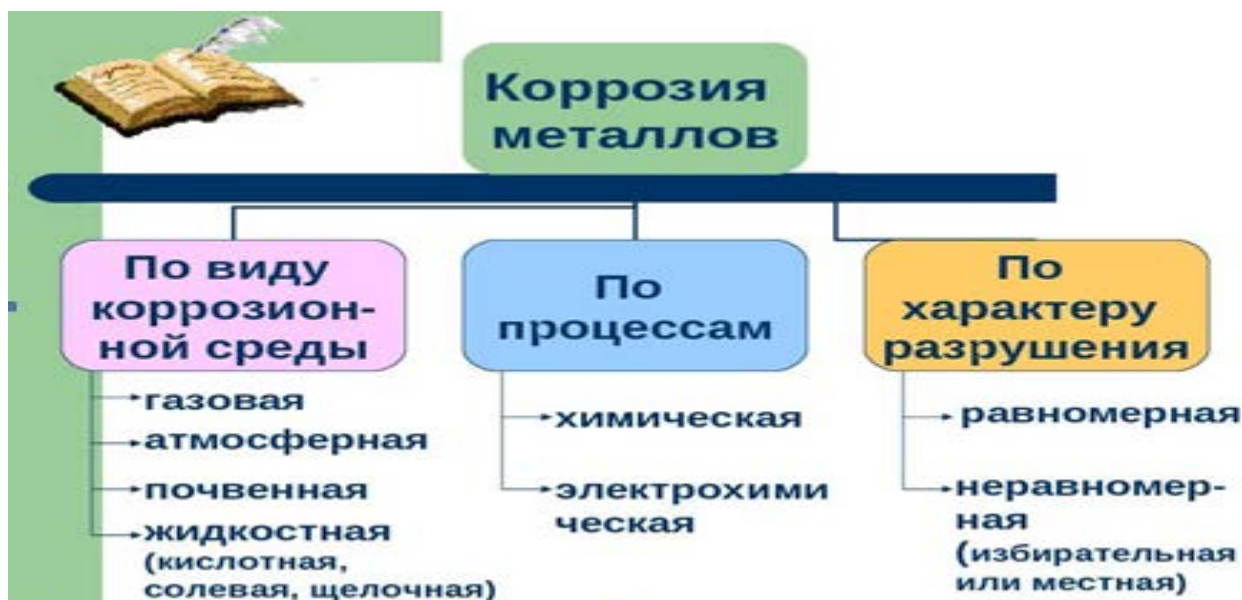 Коррозия
металлов
По виду
коррозион-
ной среды
газовая
атмосферная
почвенная
жидкостная
(кислотная,
солевая, щелочная)
По
процессам
химическая
электрохими
ческая
По
характеру
разрушения
равномерная
неравномер-
ная
(избирательная
или местная)